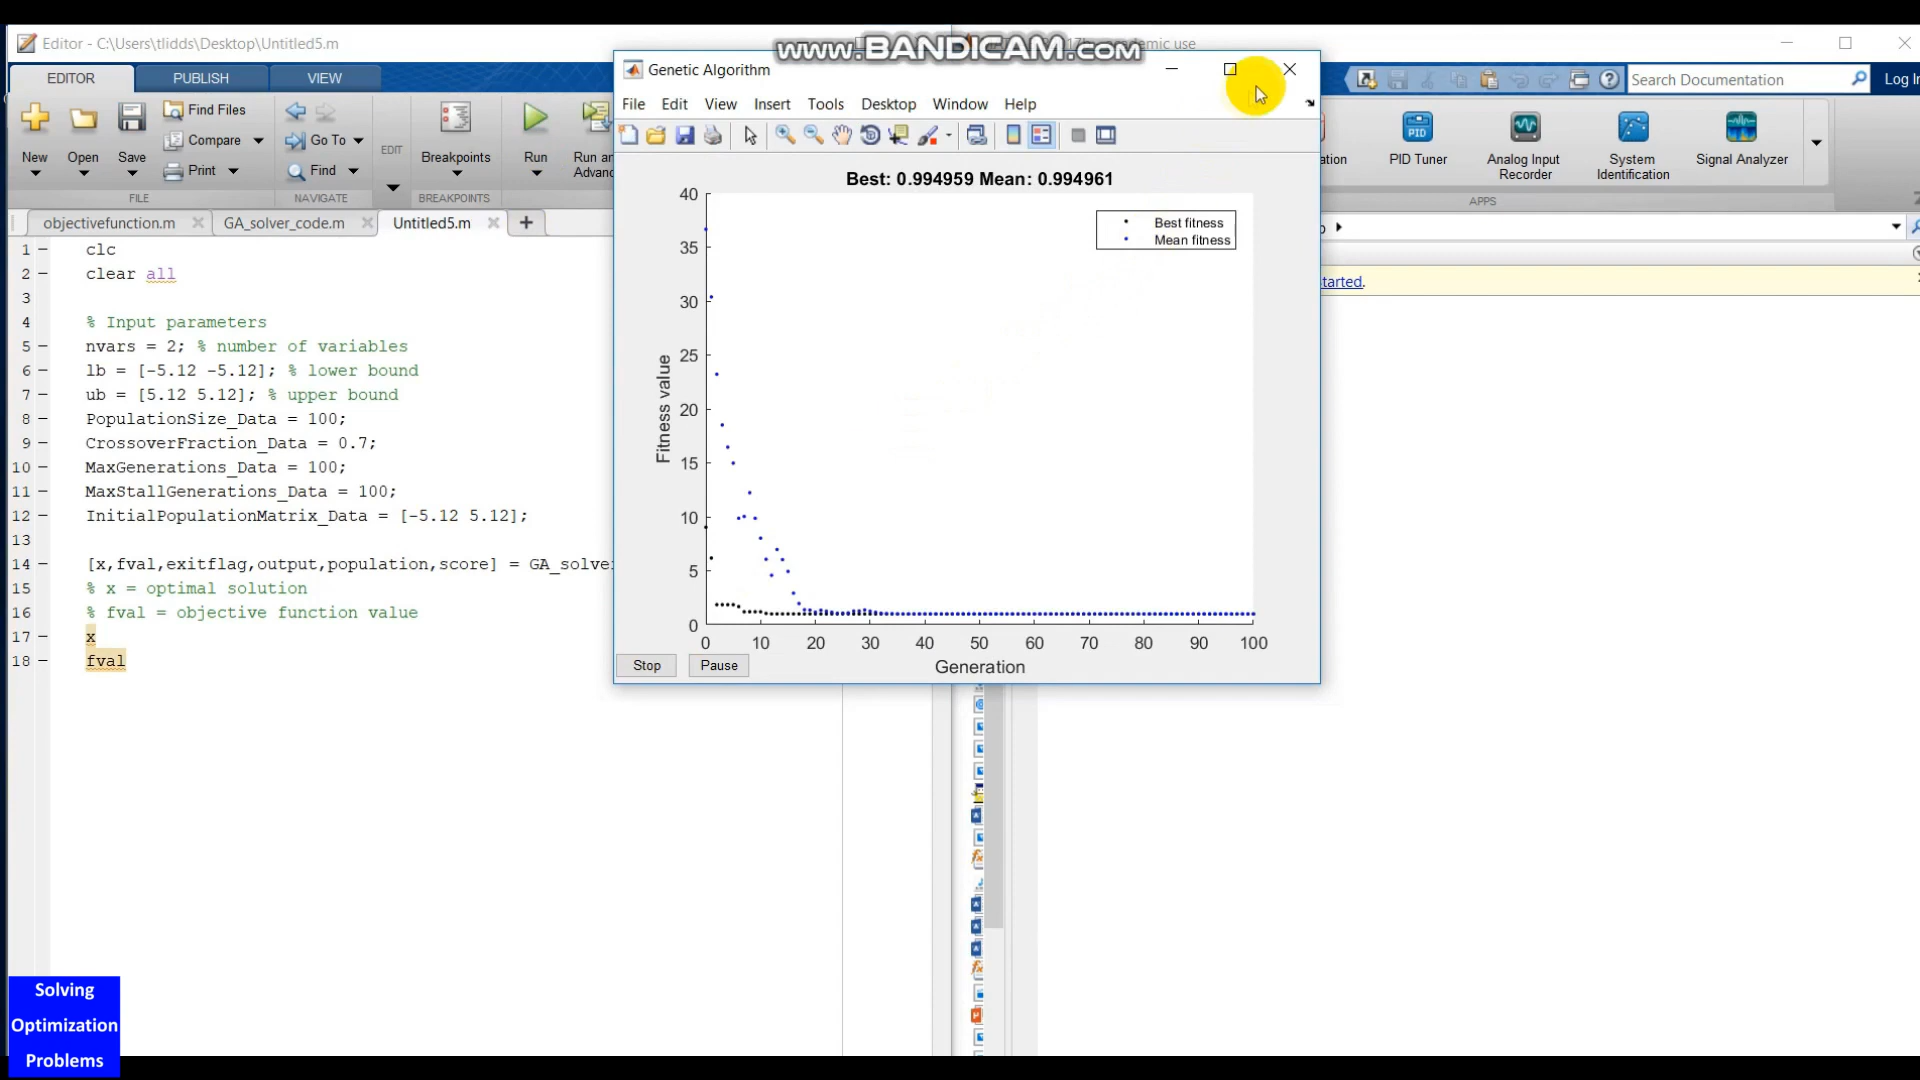 Editor - C:\Users\tlidds\Desktop\Untitled5.m
www.BANDICAM.com
academic use
EDITOR PUBLISH VIEW
Search Documentation
Log In
New
Open
Save
Find Files
Compare
Print
Go To
Find
EDIT
Breakpoints
Run
Run and
Advance
FILE
NAVIGATE
BREAKPOINTS
PID Tuner
Analog Input
Recorder
System
Identification
Signal Analyzer
APPS
objectivefunction.m
GA_solver_code.m
Untitled5.m
1 clc
2 clear all
3
4 % Input parameters
5 nvars = 2; % number of variables
6 lb = [-5.12 -5.12]; % lower bound
7 ub = [5.12 5.12]; % upper bound
8 PopulationSize_Data = 100;
9 CrossoverFraction_Data = 0.7;
10 MaxGenerations_Data = 100;
11 MaxStallGenerations_Data = 100;
12 InitialPopulationMatrix_Data = [-5.12 5.12];
13
14 [x,fval,exitflag,output,population,score] = GA_solver
15 % x = optimal solution
16 % fval = objective function value
17 x
18 fval
Genetic Algorithm
File Edit View Insert Tools Desktop Window Help
Best: 0.994959 Mean: 0.994961
Best fitness
Mean fitness
Fitness value
40
35
30
25
20
15
10
5
0
0 10 20 30 40 50 60 70 80 90 100
Generation
Stop
Pause
started.
Solving
Optimization
Problems